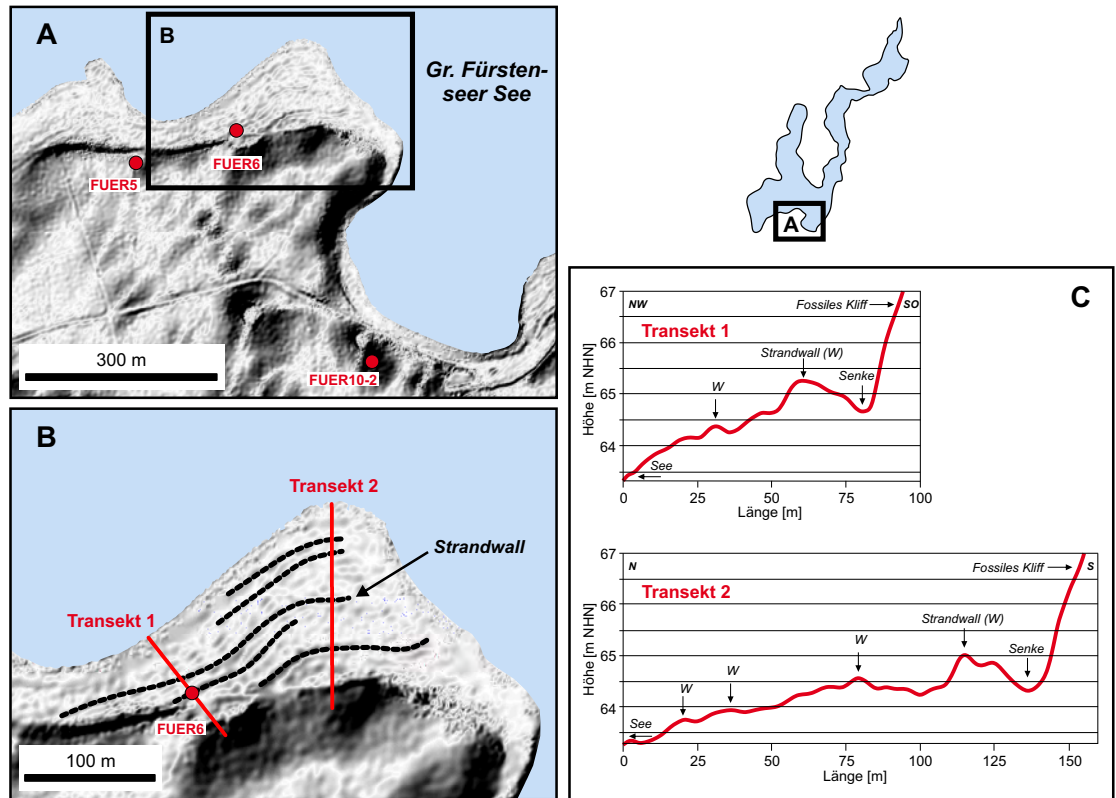 A
B
Gr. Fürsten-
seer See
FUER5
FUER6
FUER10-2
300 m
A
B
Transekt 2
Strandwall
Transekt 1
FUER6
100 m
C
67
66
65
64
Höhe [m NHN]
NW
Fossiles Kliff
SO
Transekt 1
Strandwall (W)
Senke
W
See
0
25
50
75
100
Länge [m]
67
66
65
64
Höhe [m NHN]
N
Fossiles Kliff
S
Transekt 2
Strandwall (W)
Senke
W
W
W
See
0
25
50
75
100
125
150
Länge [m]